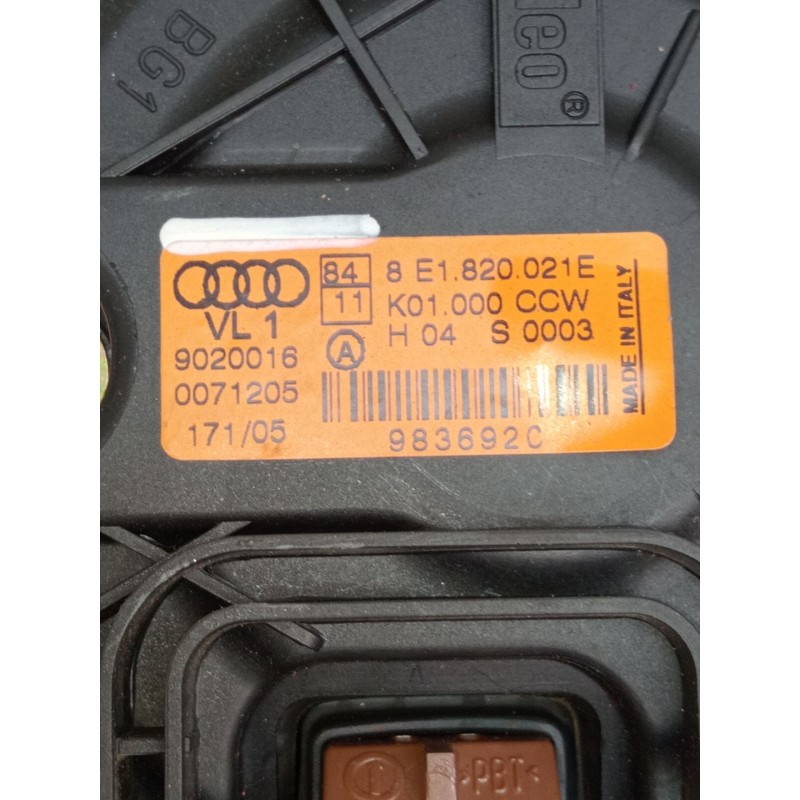 BG1
leo®
84 8 E1.820.021E
11 K01.000 CCW
VL 1
A H 04 S 0003
9020016
0071205
171/05
983692C
MADE IN ITALY
>PBT<